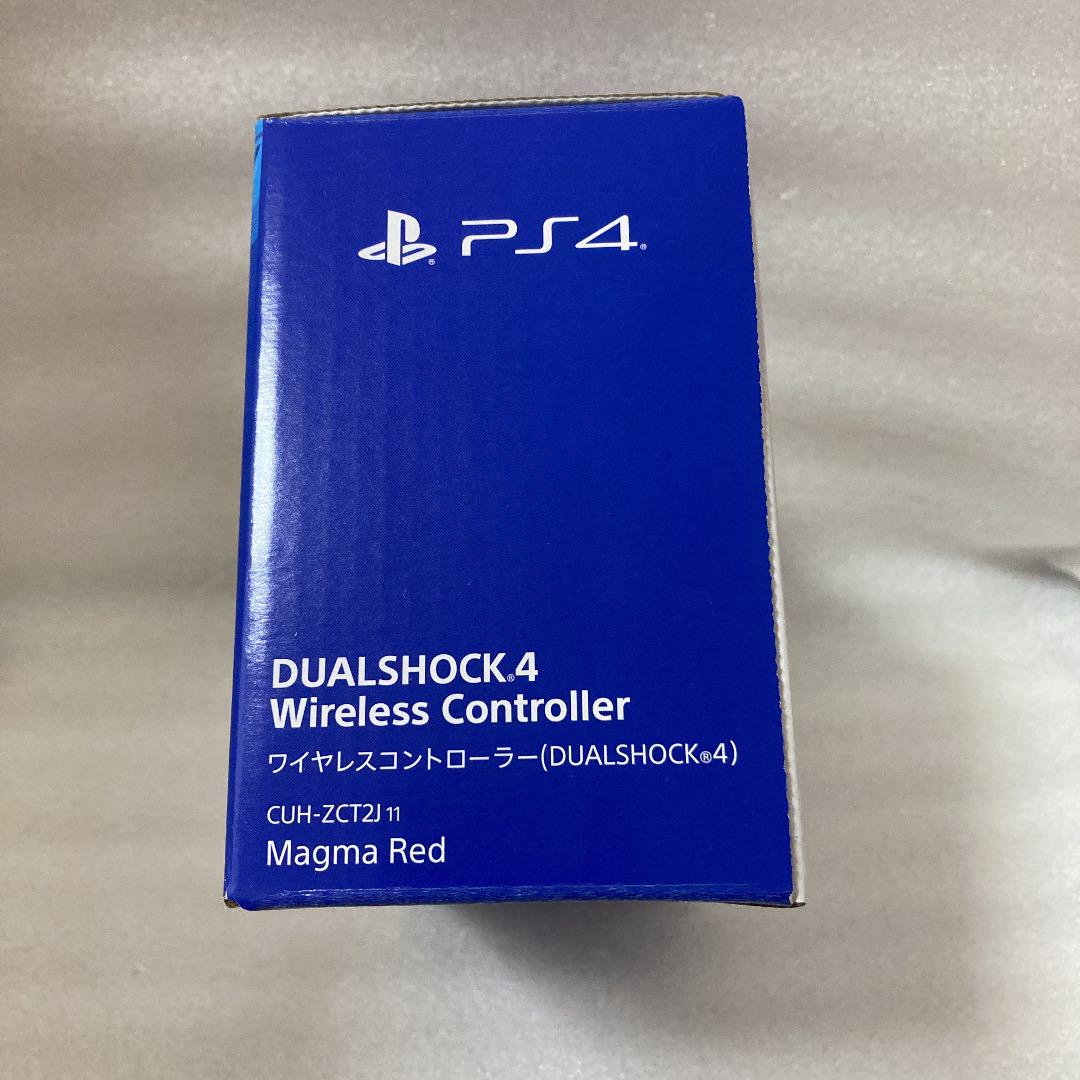 PS4®
DUALSHOCK®4
Wireless Controller
ワイヤレスコントローラー(DUALSHOCK®4)
CUH-ZCT2J 11
Magma Red